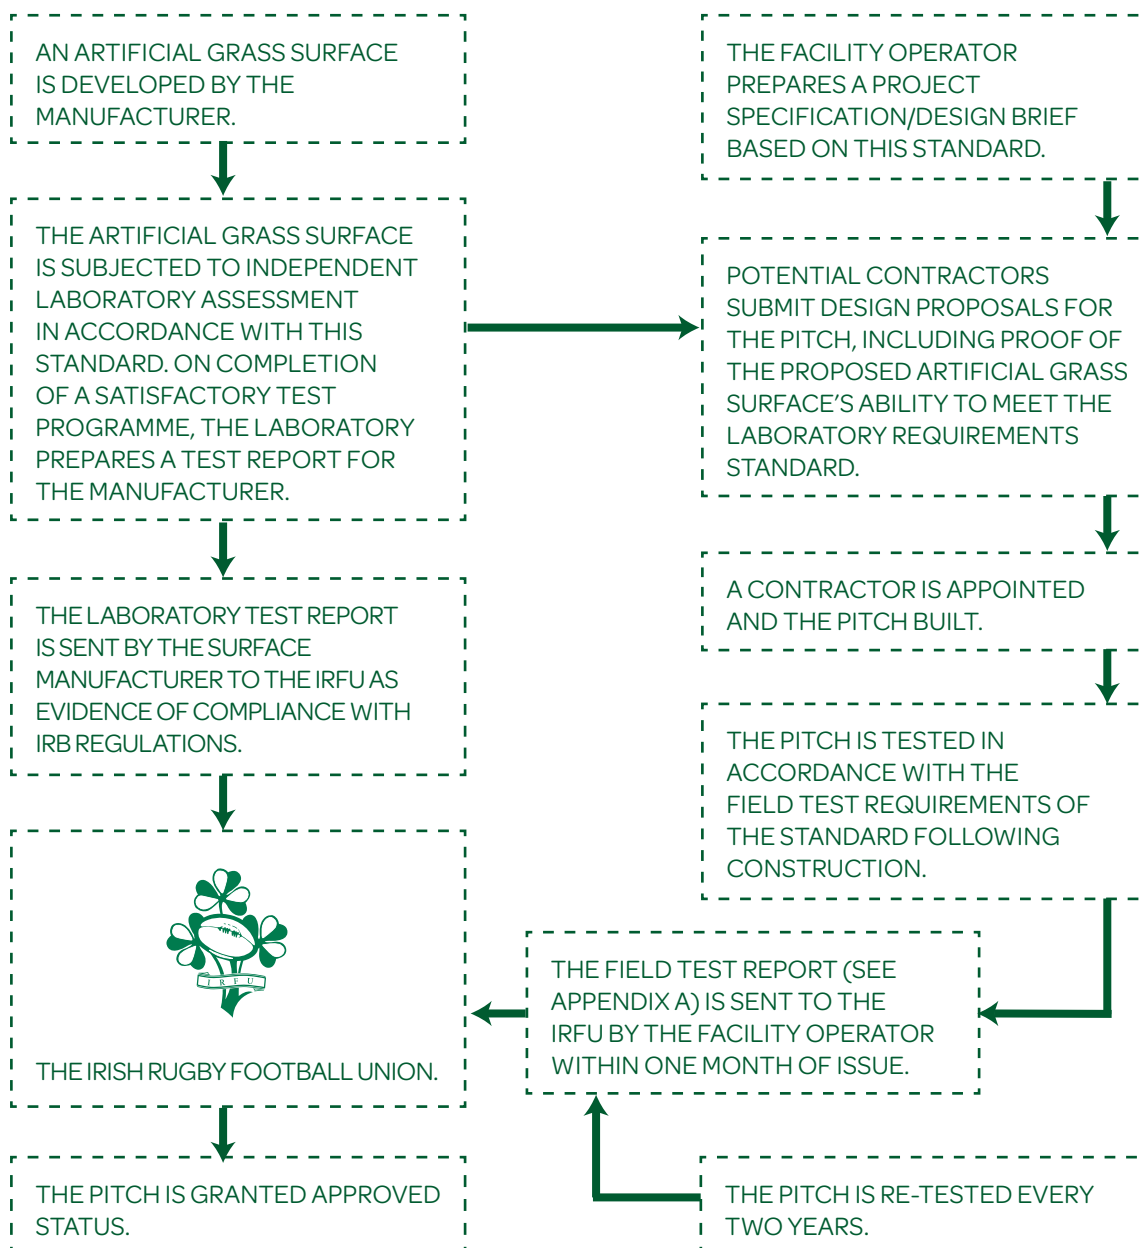 AN ARTIFICIAL GRASS SURFACE
IS DEVELOPED BY THE
MANUFACTURER.
THE ARTIFICIAL GRASS SURFACE
IS SUBJECTED TO INDEPENDENT
LABORATORY ASSESSMENT
IN ACCORDANCE WITH THIS
STANDARD. ON COMPLETION
OF A SATISFACTORY TEST
PROGRAMME, THE LABORATORY
PREPARES A TEST REPORT FOR
THE MANUFACTURER.
THE LABORATORY TEST REPORT
IS SENT BY THE SURFACE
MANUFACTURER TO THE IRFU AS
EVIDENCE OF COMPLIANCE WITH
IRB REGULATIONS.
I R F U
THE IRISH RUGBY FOOTBALL UNION.
THE PITCH IS GRANTED APPROVED
STATUS.
THE FACILITY OPERATOR
PREPARES A PROJECT
SPECIFICATION/DESIGN BRIEF
BASED ON THIS STANDARD.
POTENTIAL CONTRACTORS
SUBMIT DESIGN PROPOSALS FOR
THE PITCH, INCLUDING PROOF OF
THE PROPOSED ARTIFICIAL GRASS
SURFACE'S ABILITY TO MEET THE
LABORATORY REQUIREMENTS
STANDARD.
A CONTRACTOR IS APPOINTED
AND THE PITCH BUILT.
THE PITCH IS TESTED IN
ACCORDANCE WITH THE
FIELD TEST REQUIREMENTS OF
THE STANDARD FOLLOWING
CONSTRUCTION.
THE FIELD TEST REPORT (SEE
APPENDIX A) IS SENT TO THE
IRFU BY THE FACILITY OPERATOR
WITHIN ONE MONTH OF ISSUE.
THE PITCH IS RE-TESTED EVERY
TWO YEARS.